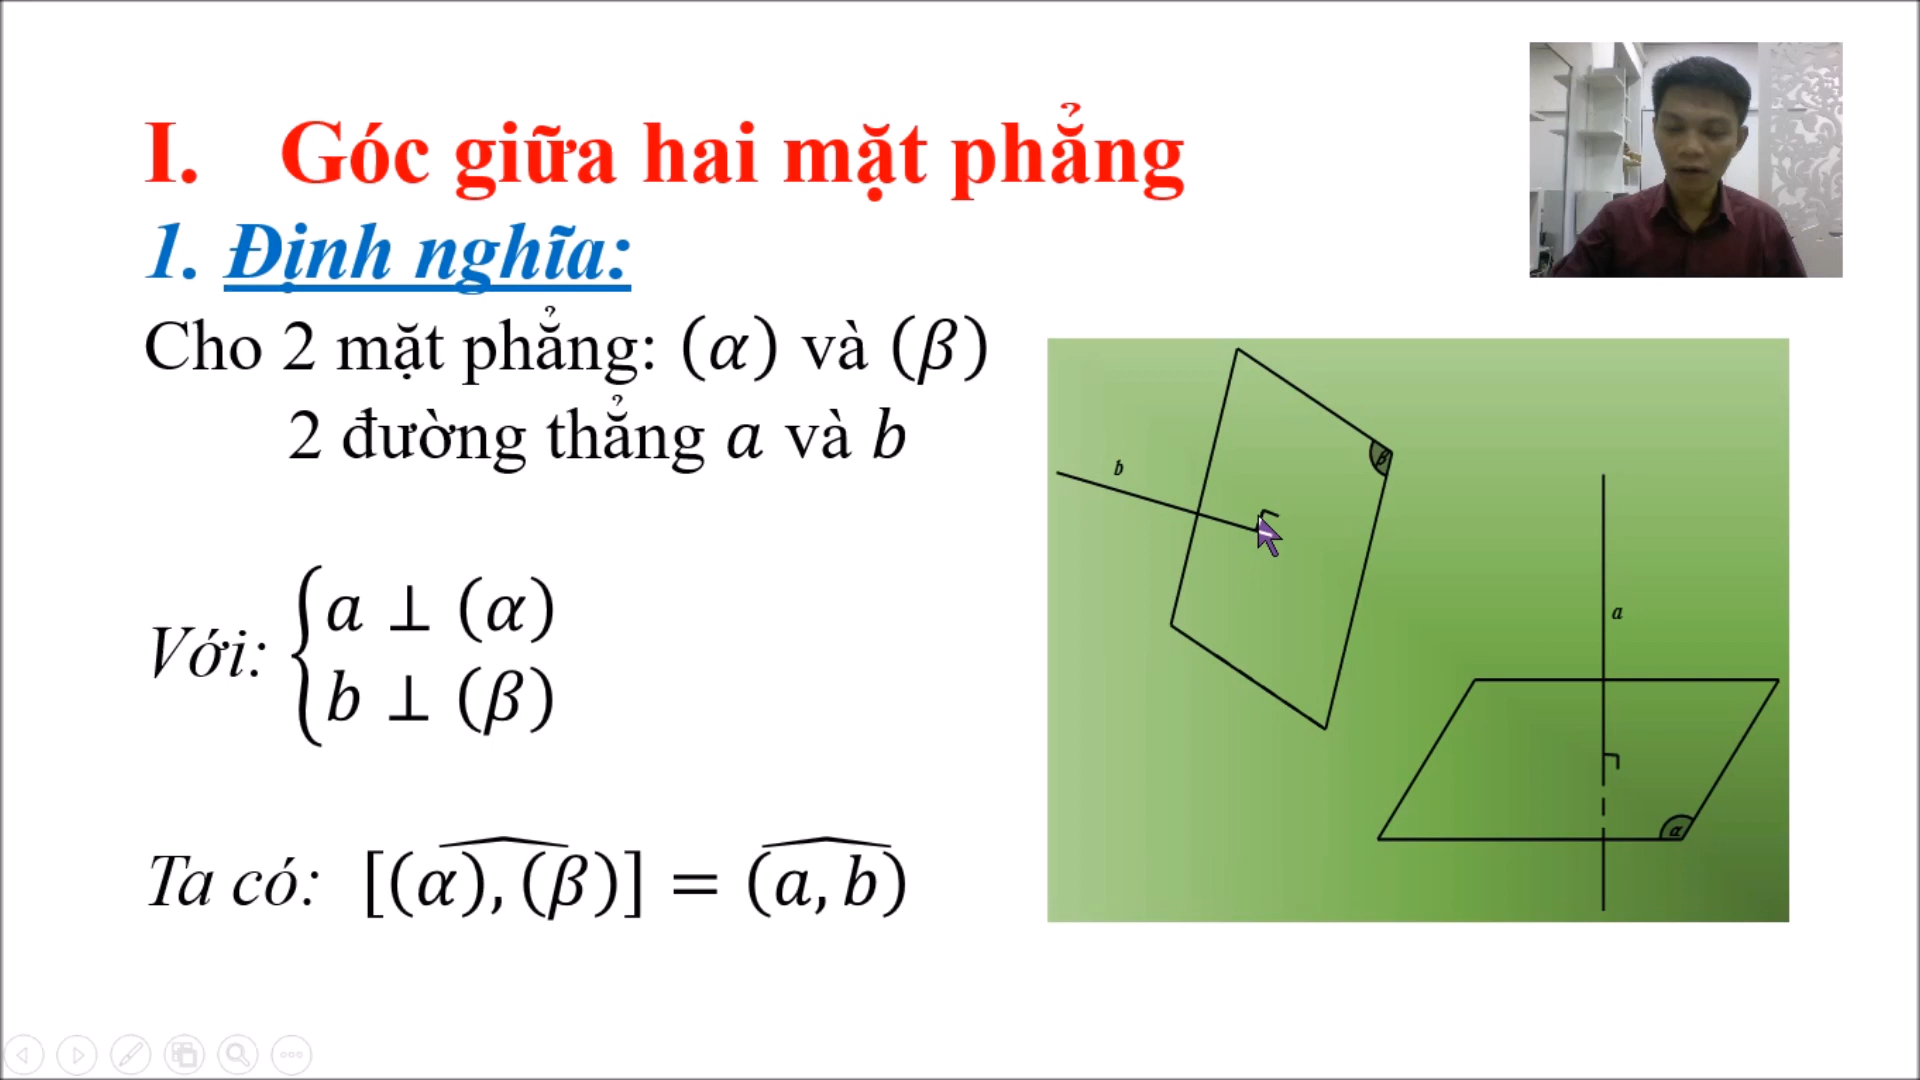 I. Góc giữa hai mặt phẳng
1. Định nghĩa:
Cho 2 mặt phẳng: (α) và (β)
2 đường thẳng a và b
Với: { a ⊥ (α)
b ⊥ (β)
Ta có: [(α), (β)]^ = (a, b)^
b
β
a
α